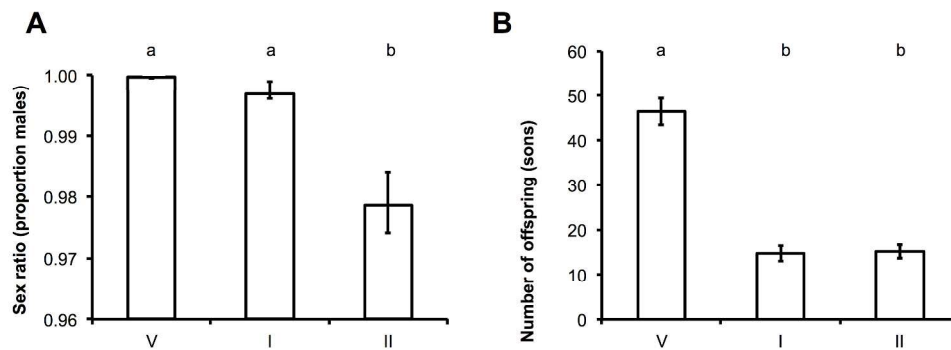 A
a a b
Sex ratio (proportion males)
1.00
0.99
0.98
0.97
0.96
V I II
B
a b b
Number of offspring (sons)
60
50
40
30
20
10
0
V I II